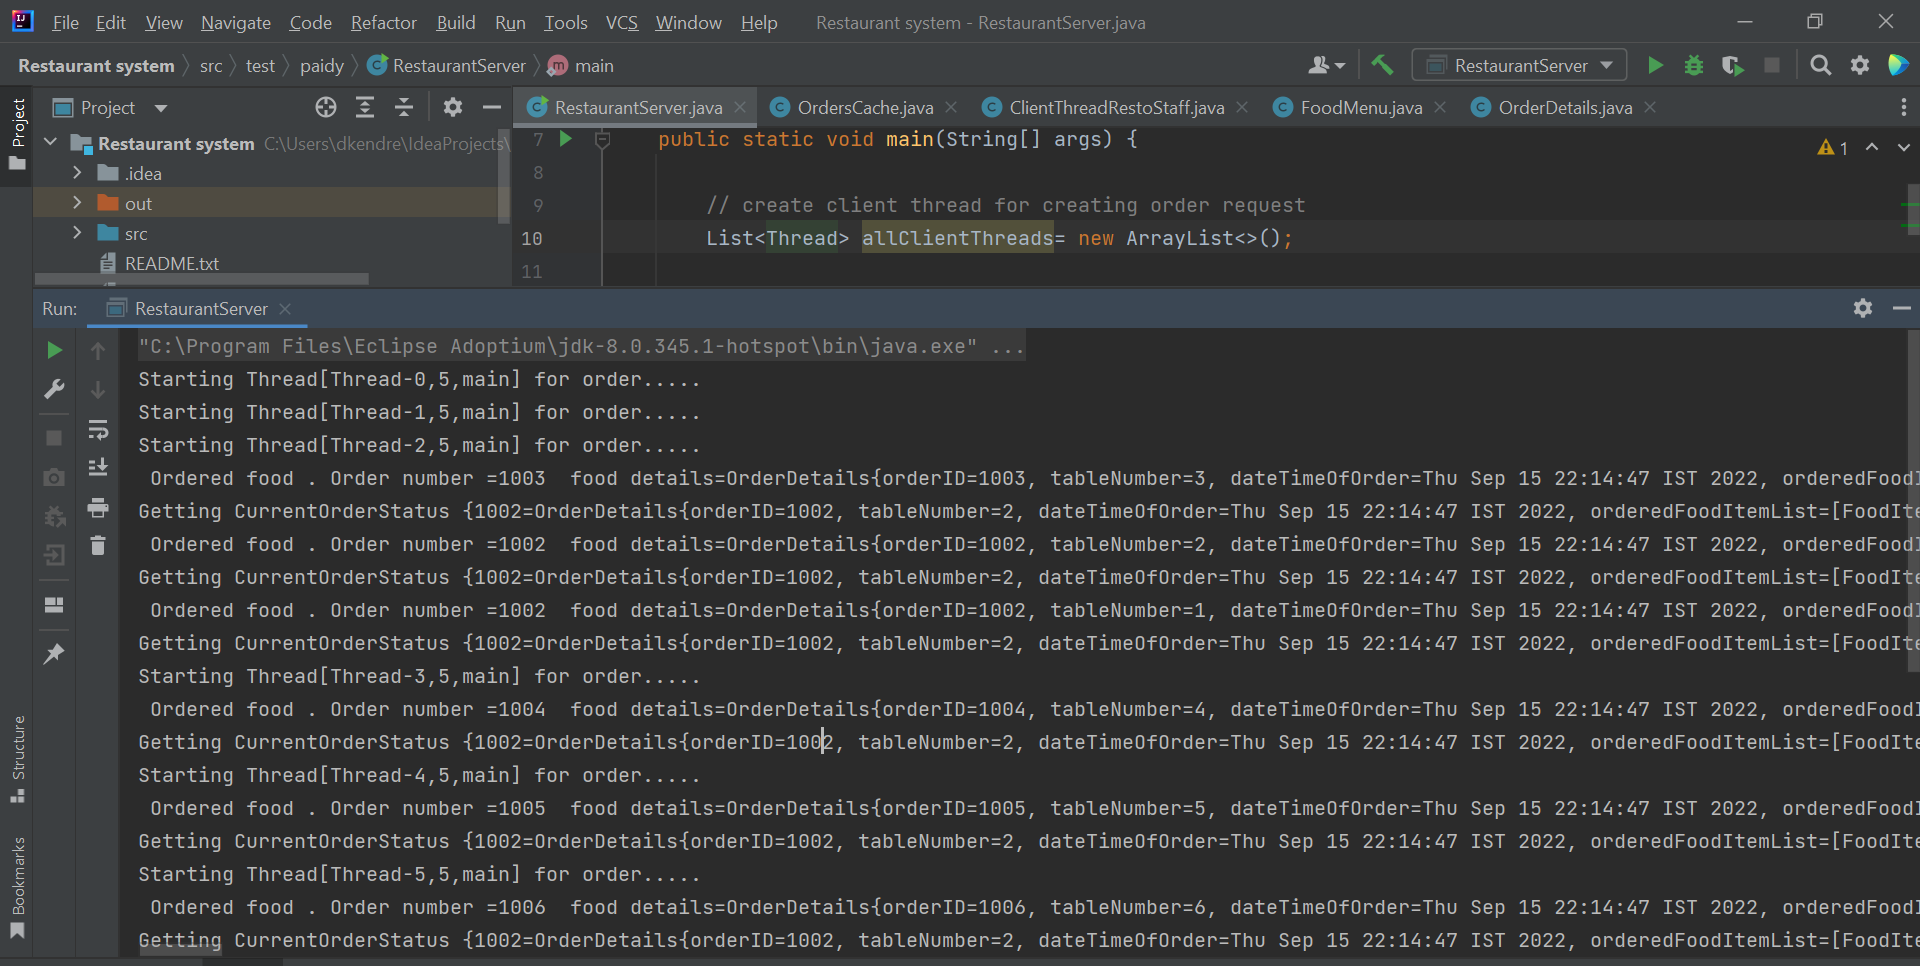 File Edit View Navigate Code Refactor Build Run Tools VCS Window Help Restaurant system - RestaurantServer.java
Restaurant system src test paidy RestaurantServer main RestaurantServer
Project
Project
RestaurantServer.java OrdersCache.java ClientThreadRestoStaff.java FoodMenu.java OrderDetails.java
Restaurant system C:\Users\dkendre\IdeaProjects\
.idea
out
src
README.txt
7 public static void main(String[] args) {
1
8
9 // create client thread for creating order request
10 List<Thread> allClientThreads= new ArrayList<>();
11
Run: RestaurantServer
"C:\Program Files\Eclipse Adoptium\jdk-8.0.345.1-hotspot\bin\java.exe" ...
Starting Thread[Thread-0,5,main] for order.....
Starting Thread[Thread-1,5,main] for order.....
Starting Thread[Thread-2,5,main] for order.....
Ordered food . Order number =1003 food details=OrderDetails{orderID=1003, tableNumber=3, dateTimeOfOrder=Thu Sep 15 22:14:47 IST 2022, orderedFoodI
Getting CurrentOrderStatus {1002=OrderDetails{orderID=1002, tableNumber=2, dateTimeOfOrder=Thu Sep 15 22:14:47 IST 2022, orderedFoodItemList=[FoodIte
Ordered food . Order number =1002 food details=OrderDetails{orderID=1002, tableNumber=2, dateTimeOfOrder=Thu Sep 15 22:14:47 IST 2022, orderedFoodI
Getting CurrentOrderStatus {1002=OrderDetails{orderID=1002, tableNumber=2, dateTimeOfOrder=Thu Sep 15 22:14:47 IST 2022, orderedFoodItemList=[FoodIte
Ordered food . Order number =1002 food details=OrderDetails{orderID=1002, tableNumber=1, dateTimeOfOrder=Thu Sep 15 22:14:47 IST 2022, orderedFoodI
Getting CurrentOrderStatus {1002=OrderDetails{orderID=1002, tableNumber=2, dateTimeOfOrder=Thu Sep 15 22:14:47 IST 2022, orderedFoodItemList=[FoodIte
Starting Thread[Thread-3,5,main] for order.....
Ordered food . Order number =1004 food details=OrderDetails{orderID=1004, tableNumber=4, dateTimeOfOrder=Thu Sep 15 22:14:47 IST 2022, orderedFoodI
Getting CurrentOrderStatus {1002=OrderDetails{orderID=1002, tableNumber=2, dateTimeOfOrder=Thu Sep 15 22:14:47 IST 2022, orderedFoodItemList=[FoodIte
Starting Thread[Thread-4,5,main] for order.....
Ordered food . Order number =1005 food details=OrderDetails{orderID=1005, tableNumber=5, dateTimeOfOrder=Thu Sep 15 22:14:47 IST 2022, orderedFoodI
Getting CurrentOrderStatus {1002=OrderDetails{orderID=1002, tableNumber=2, dateTimeOfOrder=Thu Sep 15 22:14:47 IST 2022, orderedFoodItemList=[FoodIte
Starting Thread[Thread-5,5,main] for order.....
Ordered food . Order number =1006 food details=OrderDetails{orderID=1006, tableNumber=6, dateTimeOfOrder=Thu Sep 15 22:14:47 IST 2022, orderedFoodI
Getting CurrentOrderStatus {1002=OrderDetails{orderID=1002, tableNumber=2, dateTimeOfOrder=Thu Sep 15 22:14:47 IST 2022, orderedFoodItemList=[FoodIte
Structure
Bookmarks